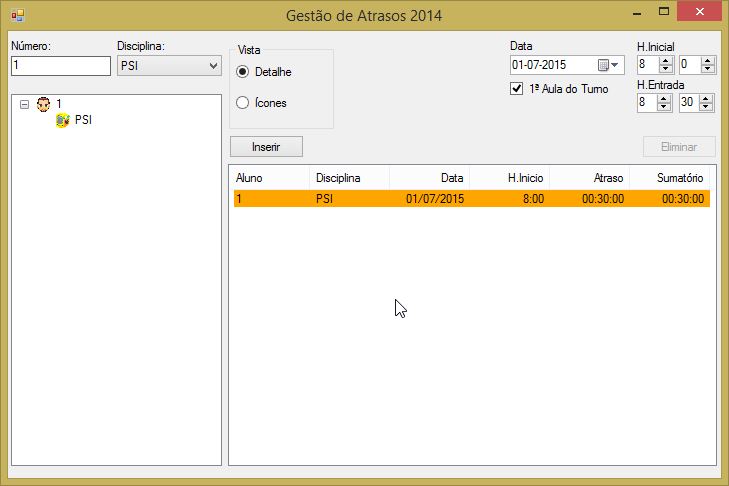 Gestão de Atrasos 2014
Número:
1
Disciplina:
PSI
Vista
Detalhe
Ícones
Data
01-07-2015
1ª Aula do Turno
H.Inicial
8 0
H.Entrada
8 30
1
PSI
Inserir
Eliminar
Aluno Disciplina Data H.Inicio Atraso Sumatório
1 PSI 01/07/2015 8:00 00:30:00 00:30:00